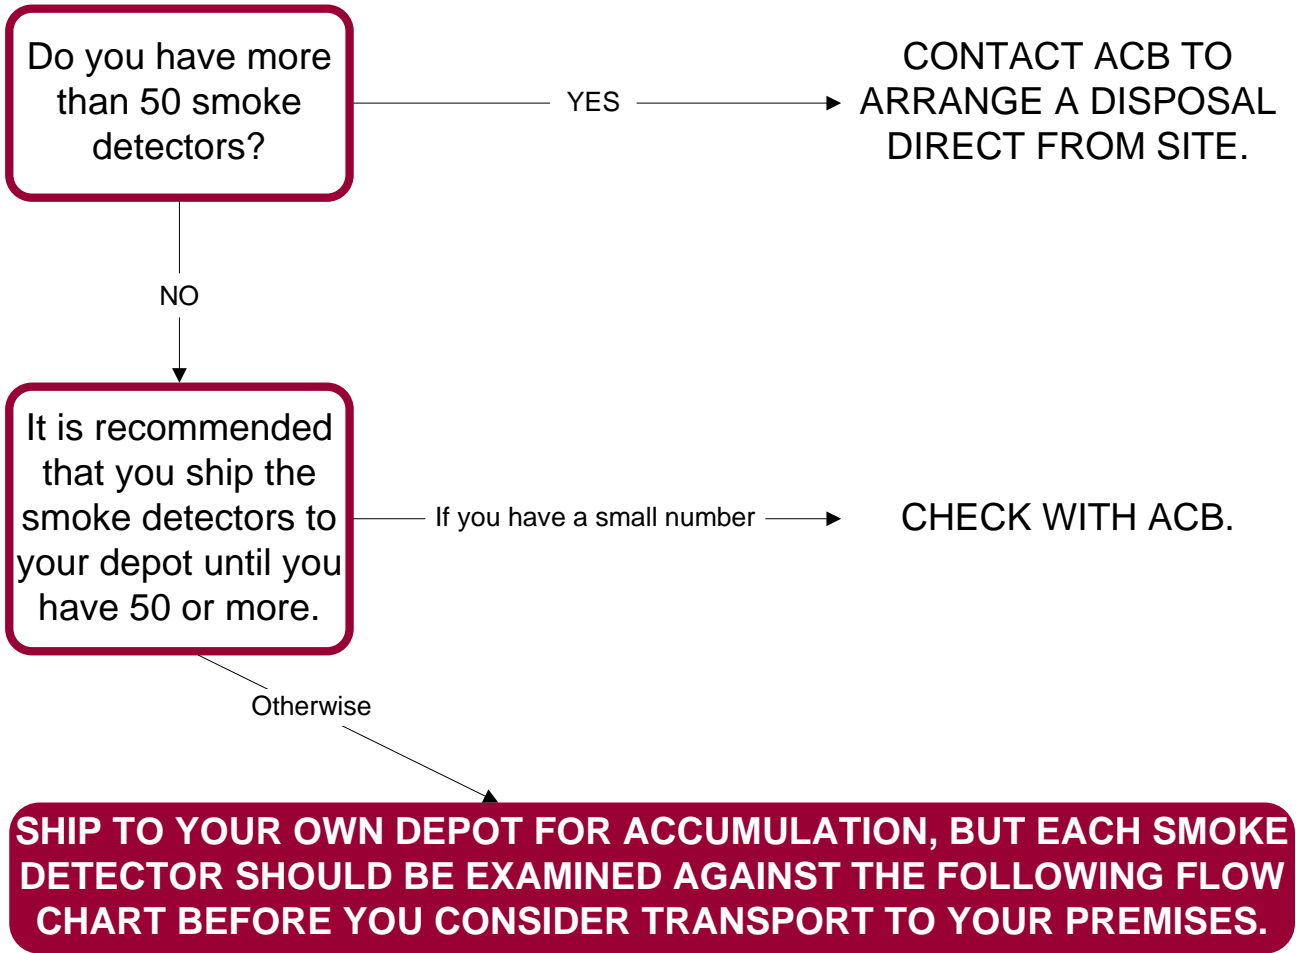 Do you have more
than 50 smoke
detectors?
YES
CONTACT ACB TO
ARRANGE A DISPOSAL
DIRECT FROM SITE.
NO
It is recommended
that you ship the
smoke detectors to
your depot until you
have 50 or more.
If you have a small number
CHECK WITH ACB.
Otherwise
SHIP TO YOUR OWN DEPOT FOR ACCUMULATION, BUT EACH SMOKE
DETECTOR SHOULD BE EXAMINED AGAINST THE FOLLOWING FLOW
CHART BEFORE YOU CONSIDER TRANSPORT TO YOUR PREMISES.